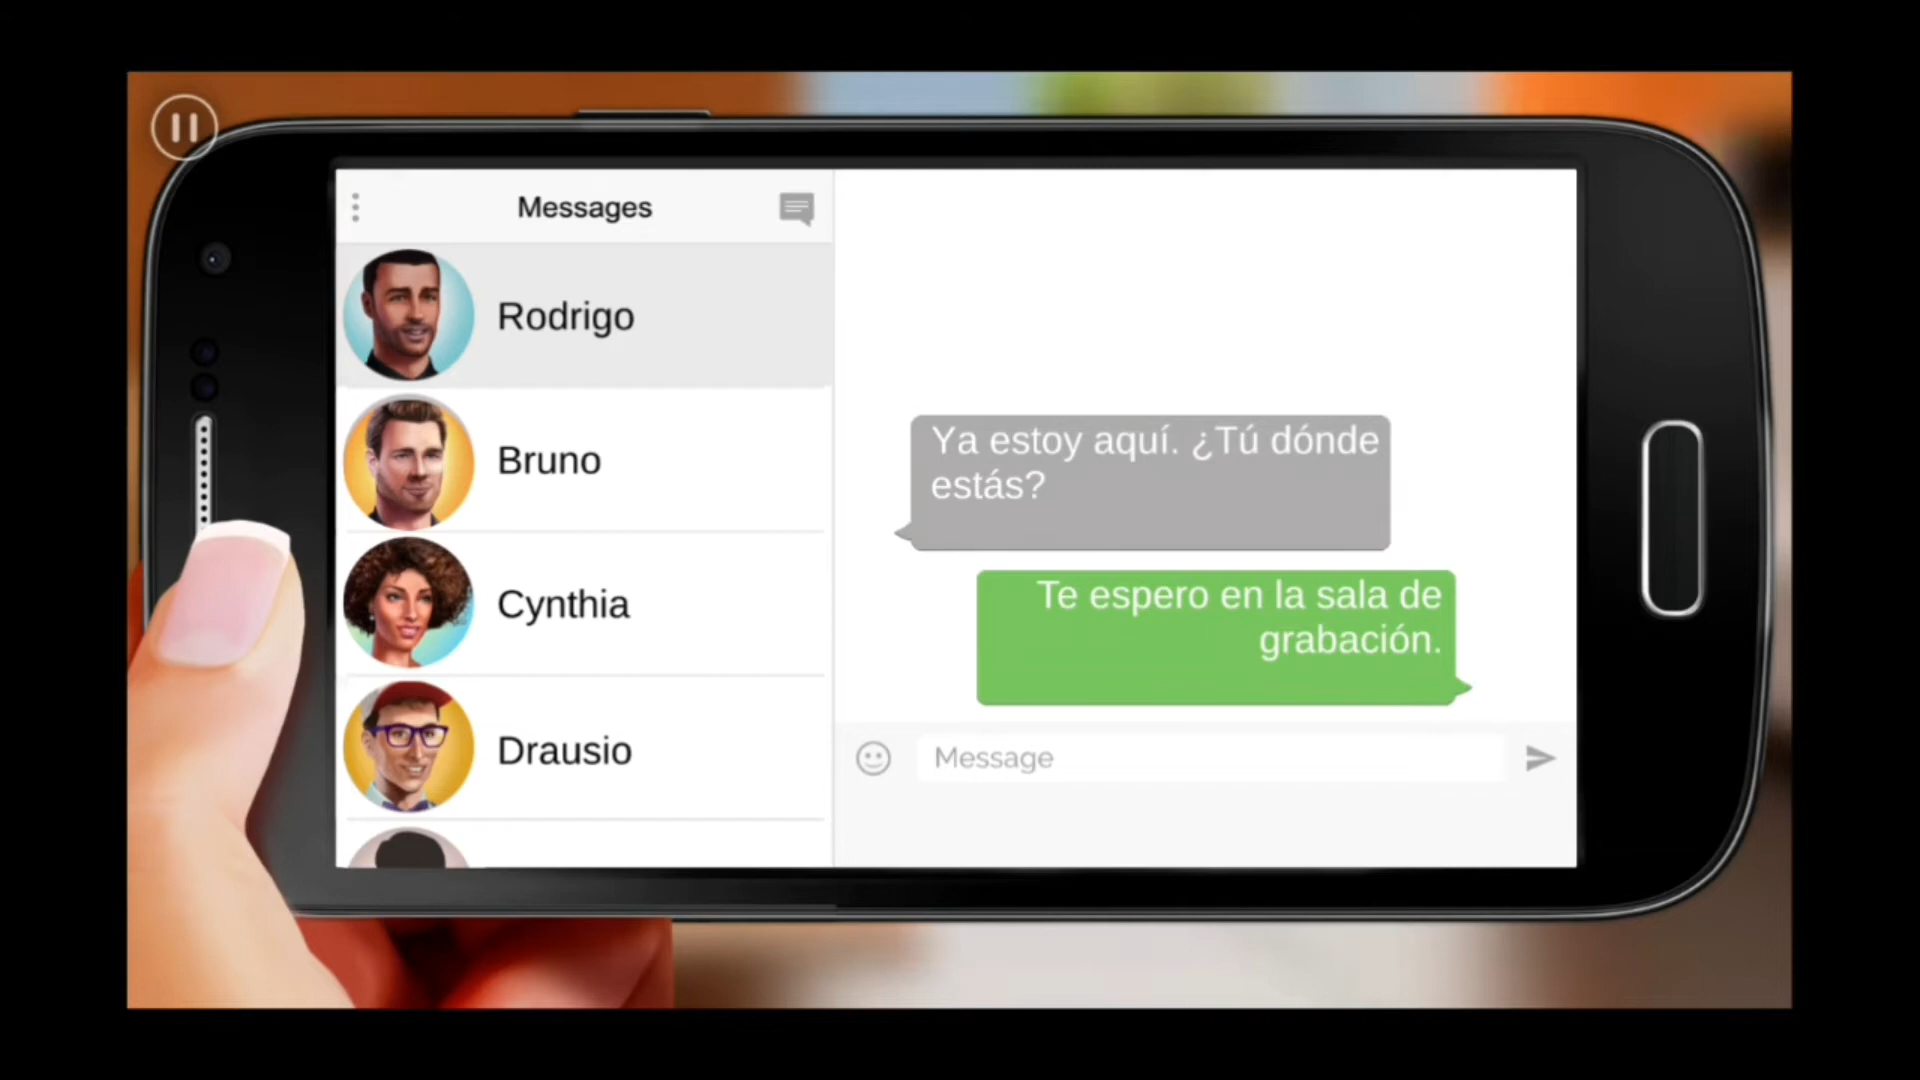 Messages
Rodrigo
Bruno
Cynthia
Drausio
Ya estoy aquí. ¿Tú dónde
estás?
Te espero en la sala de
grabación.
Message